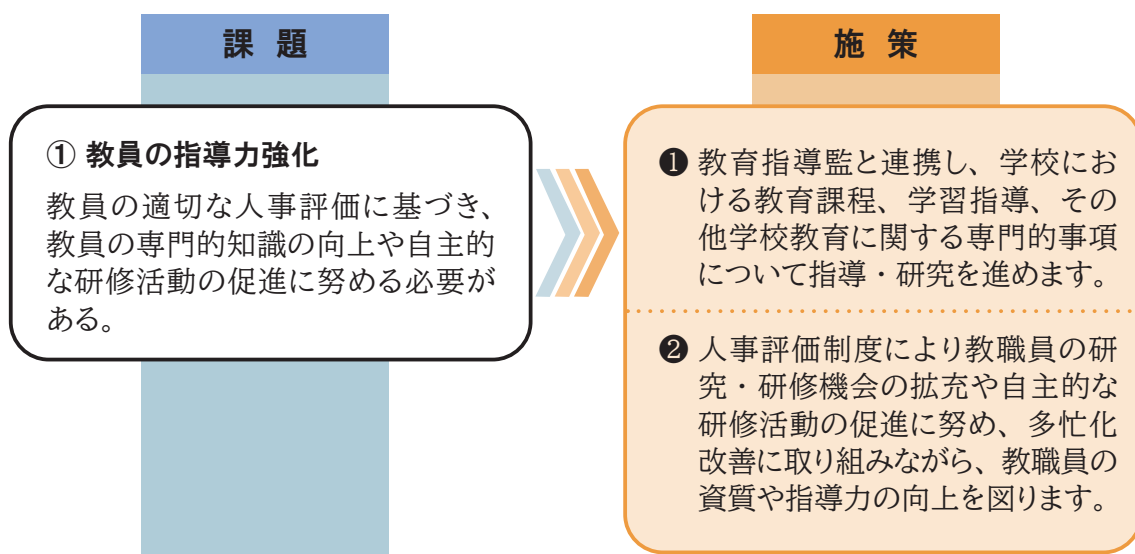 課 題
① 教員の指導力強化
教員の適切な人事評価に基づき、
教員の専門的知識の向上や自主的
な研修活動の促進に努める必要が
ある。
施 策
❶ 教育指導監と連携し、学校にお
ける教育課程、学習指導、その
他学校教育に関する専門的事項
について指導・研究を進めます。
❷ 人事評価制度により教職員の研
究・研修機会の拡充や自主的な
研修活動の促進に努め、多忙化
改善に取り組みながら、教職員の
資質や指導力の向上を図ります。